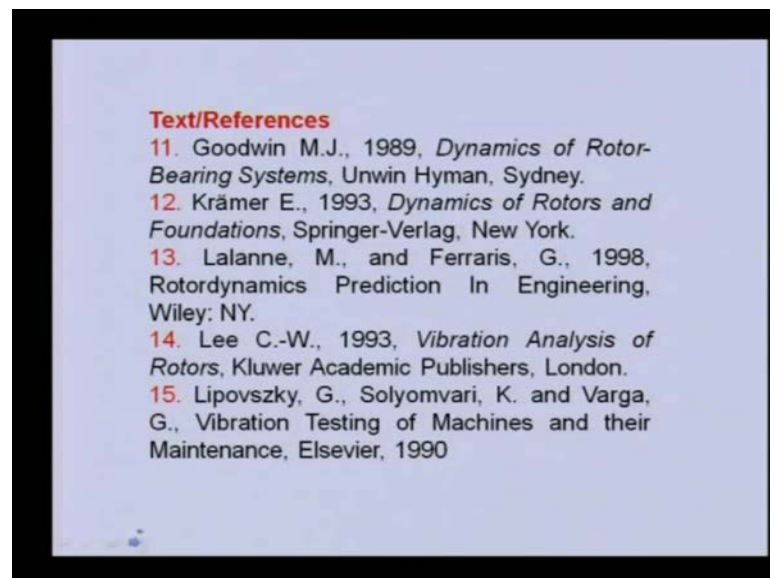 Text/References
11. Goodwin M.J., 1989, Dynamics of Rotor-
Bearing Systems, Unwin Hyman, Sydney.
12. Krämer E., 1993, Dynamics of Rotors and
Foundations, Springer-Verlag, New York.
13. Lalanne, M., and Ferraris, G., 1998,
Rotordynamics Prediction In Engineering,
Wiley: NY.
14. Lee C.-W., 1993, Vibration Analysis of
Rotors, Kluwer Academic Publishers, London.
15. Lipovszky, G., Solyomvari, K. and Varga,
G., Vibration Testing of Machines and their
Maintenance, Elsevier, 1990